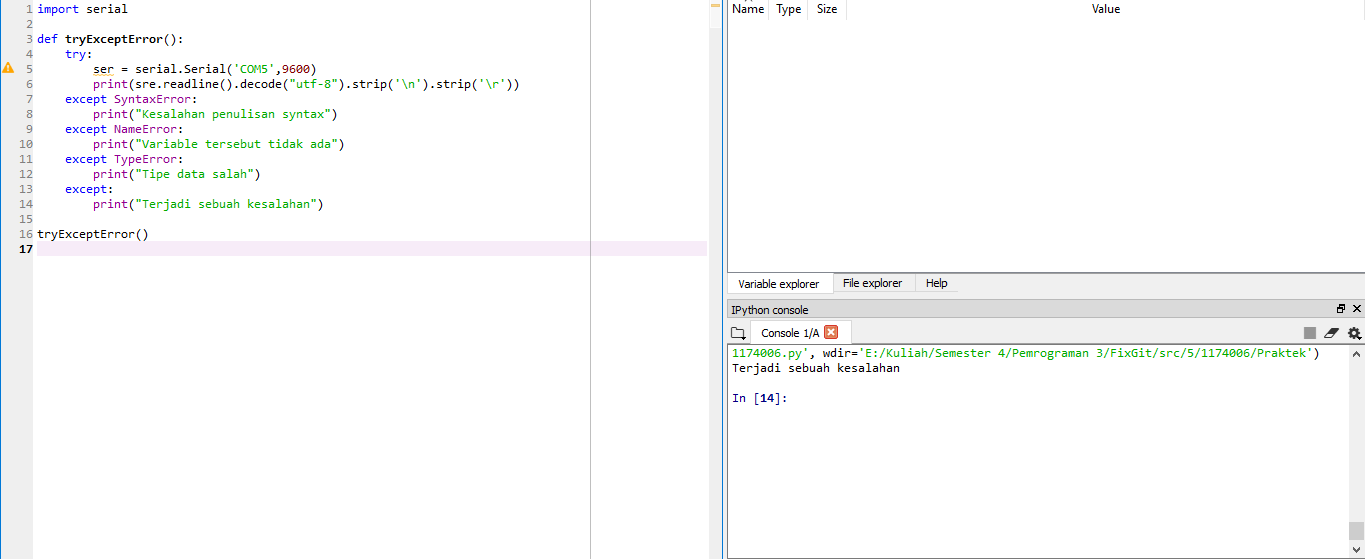 1 import serial
2
3 def tryExceptError():
4     try:
5         ser = serial.Serial('COM5',9600)
6         print(sre.readline().decode("utf-8").strip('\n').strip('\r'))
7     except SyntaxError:
8         print("Kesalahan penulisan syntax")
9     except NameError:
10         print("Variable tersebut tidak ada")
11     except TypeError:
12         print("Tipe data salah")
13     except:
14         print("Terjadi sebuah kesalahan")
15
16 tryExceptError()
17
Name Type Size Value
Variable explorer File explorer Help
IPython console
Console 1/A
1174006.py', wdir='E:/Kuliah/Semester 4/Pemrograman 3/FixGit/src/5/1174006/Praktek')
Terjadi sebuah kesalahan
In [14]: